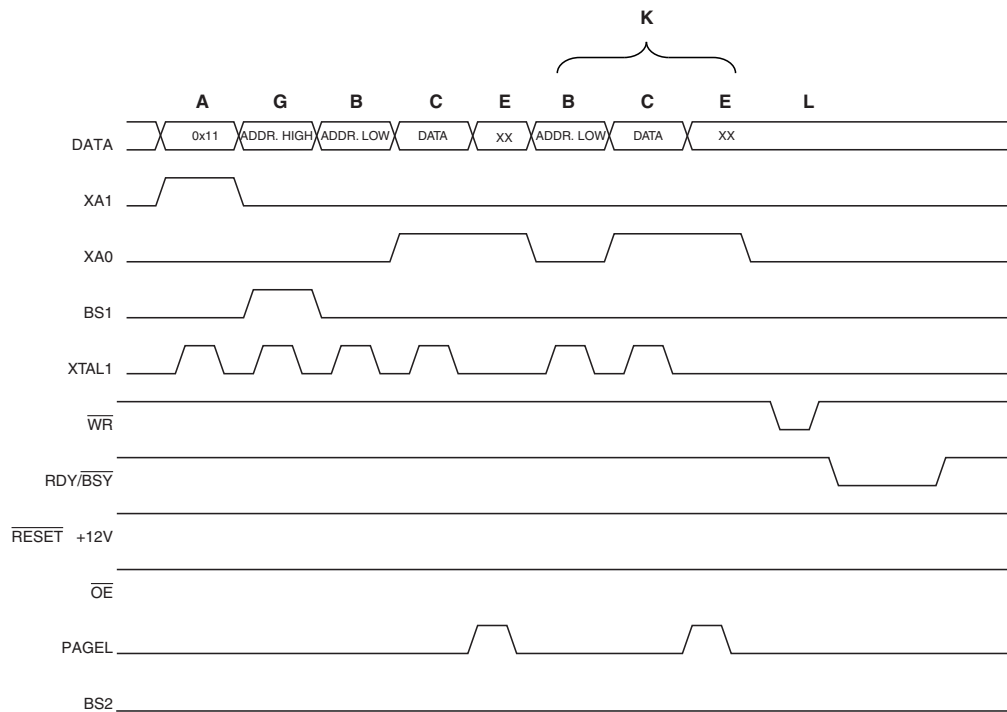 K
A G B C E B C E L
DATA 0x11 ADDR. HIGH ADDR. LOW DATA XX ADDR. LOW DATA XX
XA1
XA0
BS1
XTAL1
WR
RDY/BSY
RESET +12V
OE
PAGEL
BS2